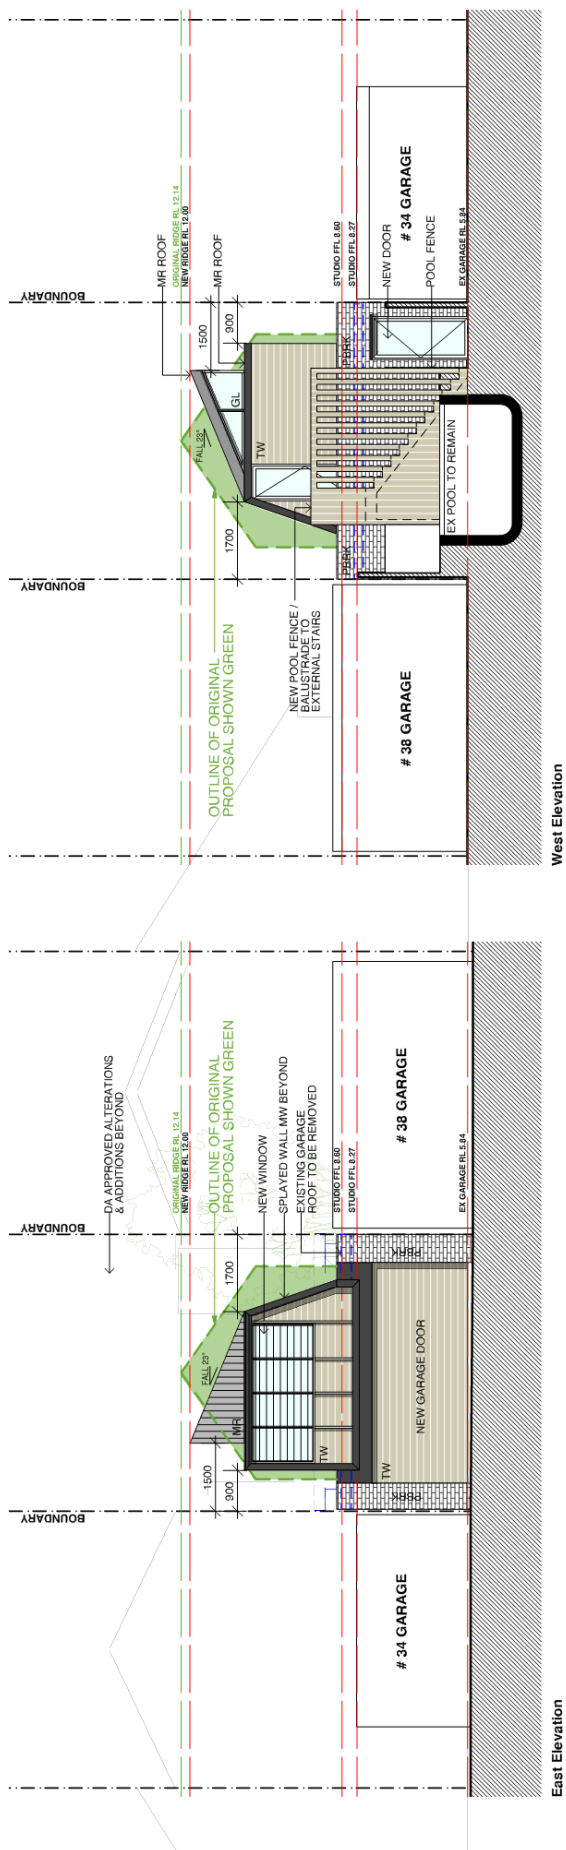 BOUNDARY
BOUNDARY
DA APPROVED ALTERATIONS
& ADDITIONS BEYOND
ORIGINAL RIDGE RL 12.14
NEW RIDGE RL 12.00
OUTLINE OF ORIGINAL
PROPOSAL SHOWN GREEN
NEW WINDOW
SPLAYED WALL MW BEYOND
EXISTING GARAGE
ROOF TO BE REMOVED
STUDIO FFL 8.60
STUDIO FFL 8.27
EX GARAGE RL 5.84
FALL 23°
1500
900
1700
MR
TW
TW
PBRK
PBRK
NEW GARAGE DOOR
# 34 GARAGE
# 38 GARAGE
East Elevation
BOUNDARY
BOUNDARY
MR ROOF
ORIGINAL RIDGE RL 12.14
NEW RIDGE RL 12.00
MR ROOF
OUTLINE OF ORIGINAL
PROPOSAL SHOWN GREEN
NEW POOL FENCE /
BALUSTRADE TO
EXTERNAL STAIRS
STUDIO FFL 8.60
STUDIO FFL 8.27
NEW DOOR
POOL FENCE
EX GARAGE RL 5.84
FALL 23°
1700
1500
900
GL
TW
PBRK
PBRK
EX POOL TO REMAIN
# 38 GARAGE
# 34 GARAGE
West Elevation